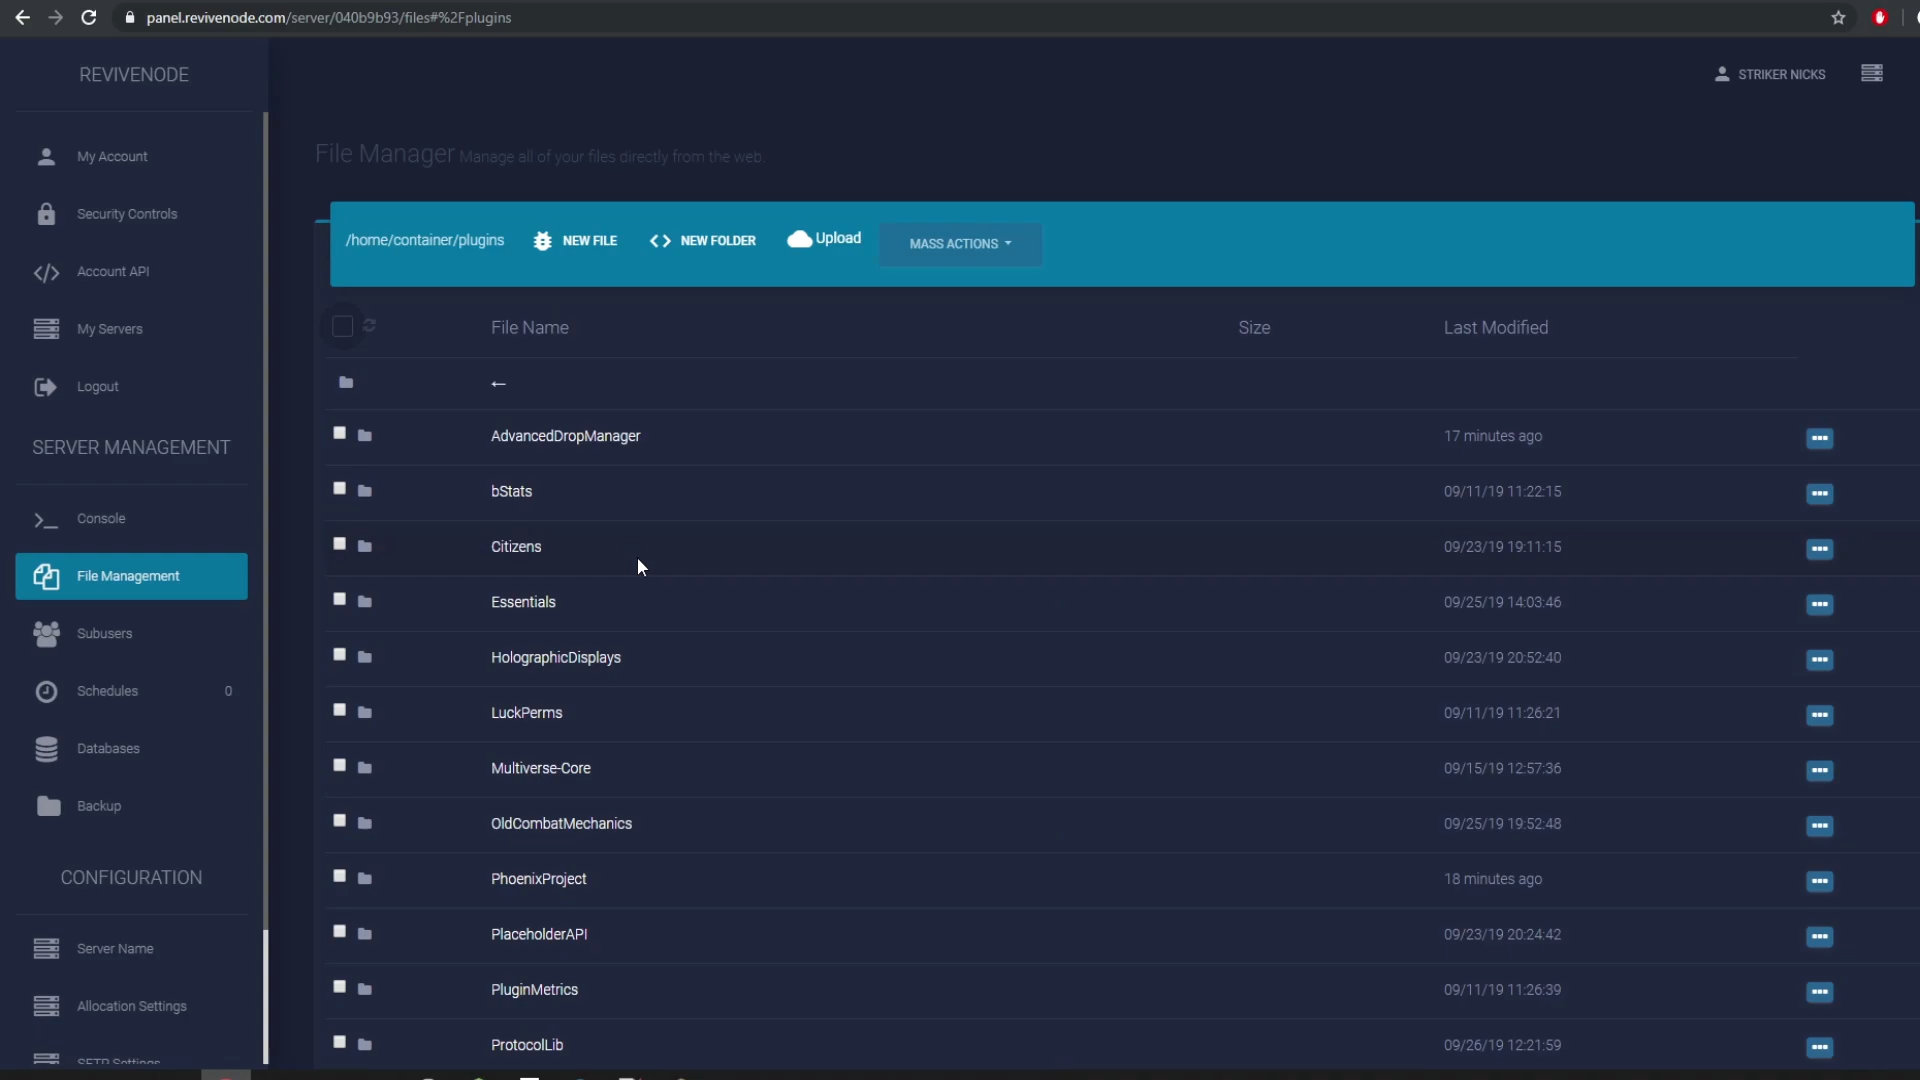 panel.revivenode.com/server/040b9b93/files#%2Fplugins
REVIVENODE
STRIKER NICKS
My Account
Security Controls
Account API
My Servers
Logout
SERVER MANAGEMENT
Console
File Management
Subusers
Schedules 0
Databases
Backup
CONFIGURATION
Server Name
Allocation Settings
SFTP Settings
File Manager Manage all of your files directly from the web.
/home/container/plugins NEW FILE NEW FOLDER Upload MASS ACTIONS
File Name Size Last Modified
←
AdvancedDropManager 17 minutes ago
bStats 09/11/19 11:22:15
Citizens 09/23/19 19:11:15
Essentials 09/25/19 14:03:46
HolographicDisplays 09/23/19 20:52:40
LuckPerms 09/11/19 11:26:21
Multiverse-Core 09/15/19 12:57:36
OldCombatMechanics 09/25/19 19:52:48
PhoenixProject 18 minutes ago
PlaceholderAPI 09/23/19 20:24:42
PluginMetrics 09/11/19 11:26:39
ProtocolLib 09/26/19 12:21:59